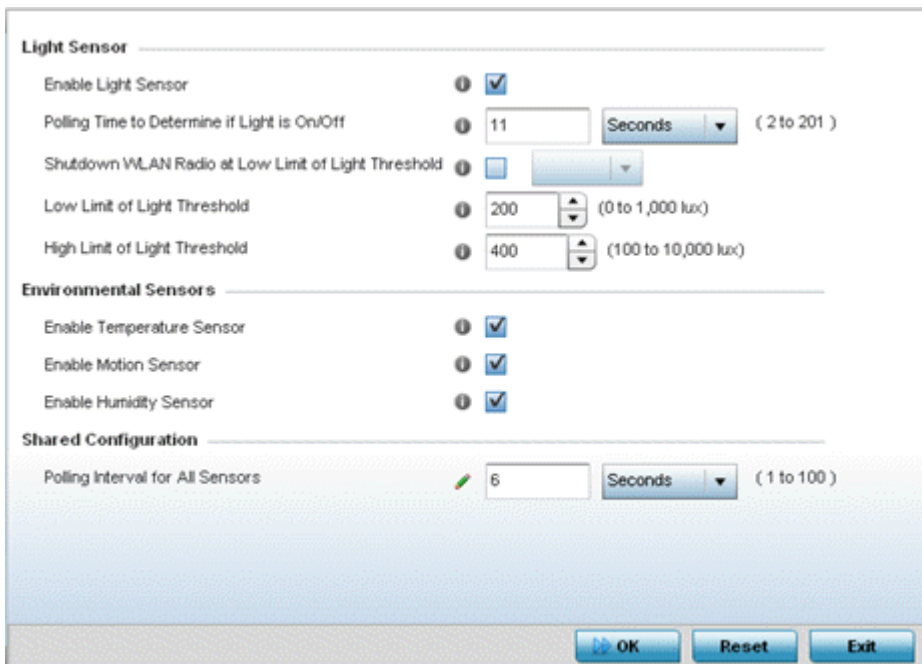 Light Sensor
Enable Light Sensor
Polling Time to Determine if Light is On/Off 11 Seconds ( 2 to 201 )
Shutdown WLAN Radio at Low Limit of Light Threshold
Low Limit of Light Threshold 200 (0 to 1,000 lux)
High Limit of Light Threshold 400 (100 to 10,000 lux)
Environmental Sensors
Enable Temperature Sensor
Enable Motion Sensor
Enable Humidity Sensor
Shared Configuration
Polling Interval for All Sensors 6 Seconds ( 1 to 100 )
OK Reset Exit